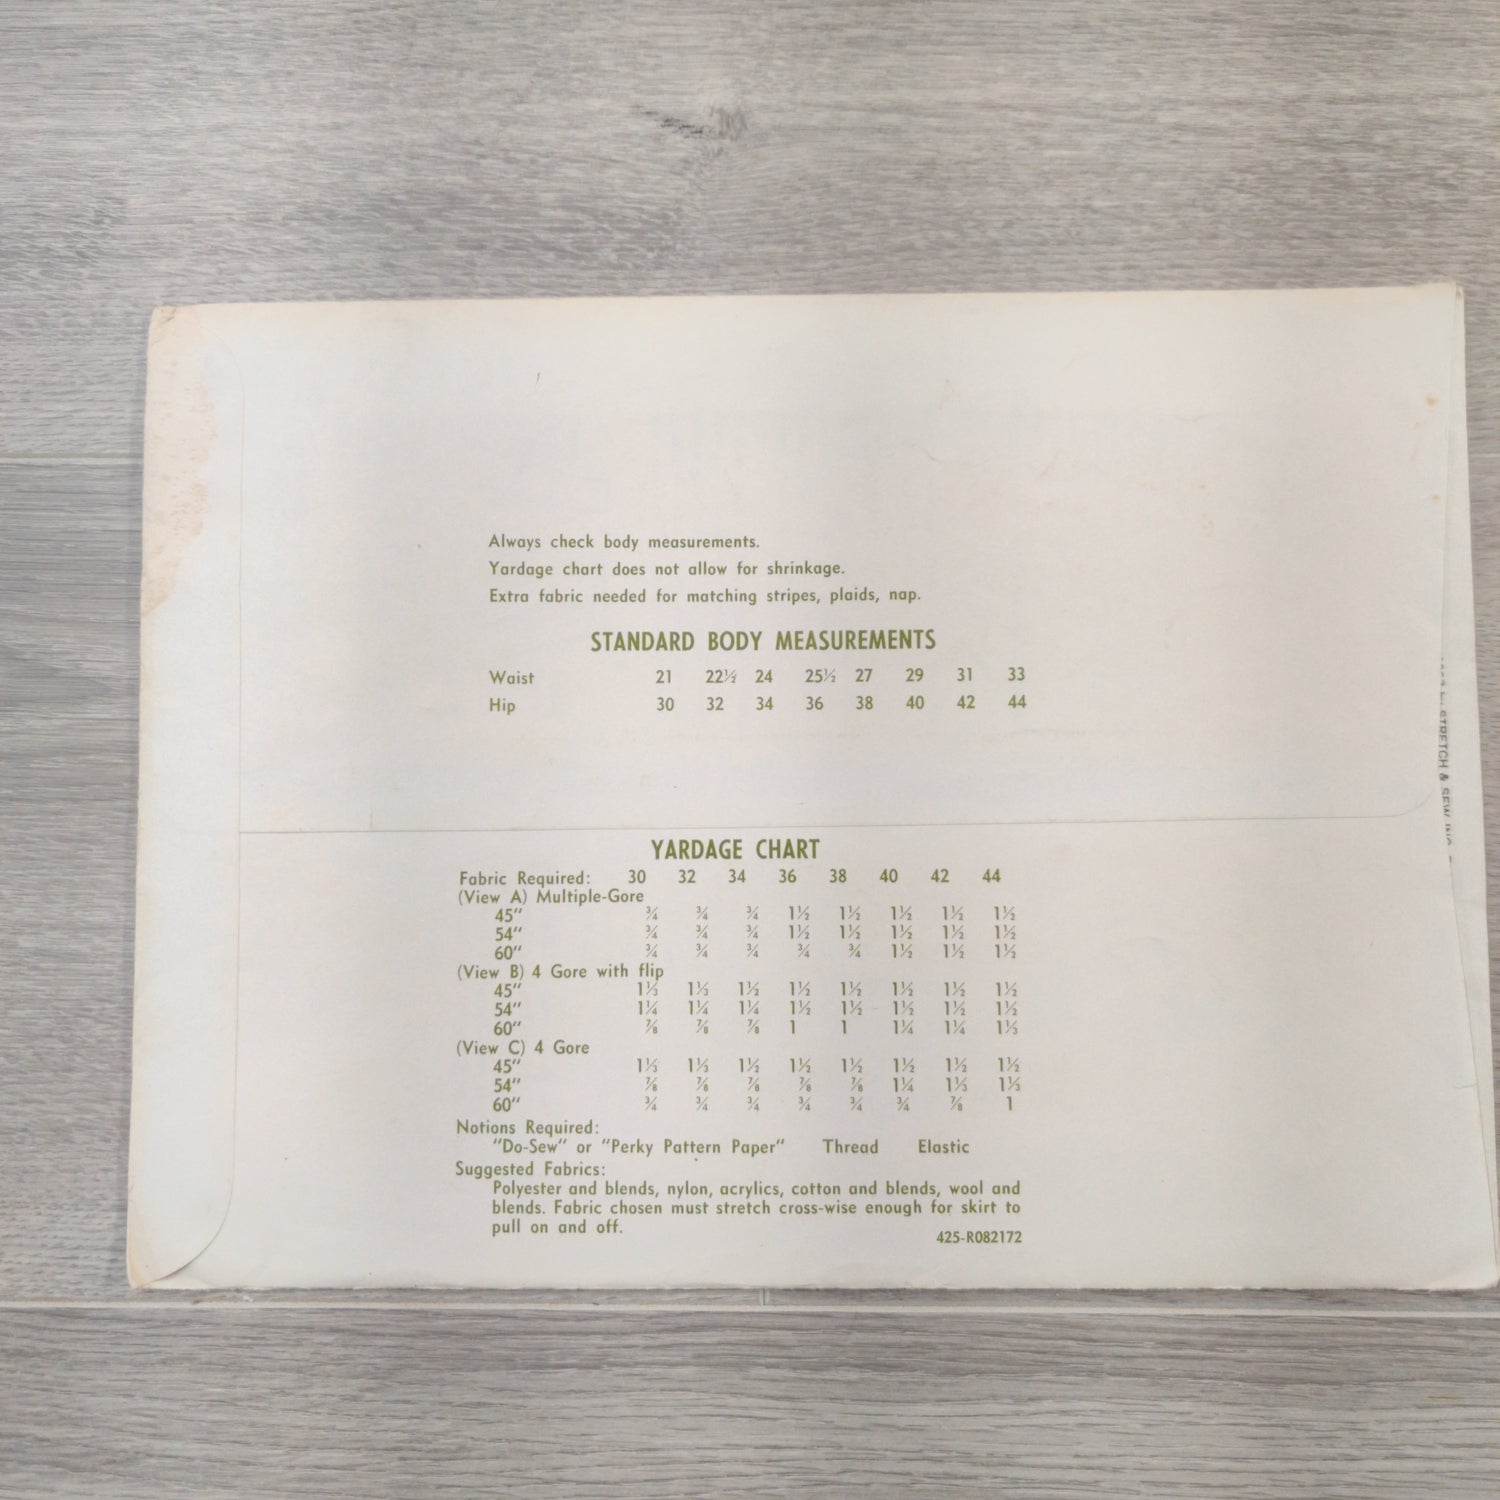 Always check body measurements.
Yardage chart does not allow for shrinkage.
Extra fabric needed for matching stripes, plaids, nap.
STANDARD BODY MEASUREMENTS
Waist 21 22½ 24 25½ 27 29 31 33
Hip 30 32 34 36 38 40 42 44
STRETCH & SEW
YARDAGE CHART
Fabric Required: 30 32 34 36 38 40 42 44
(View A) Multiple-Gore
45" ¾ ¾ ¾ 1½ 1½ 1½ 1½ 1½
54" ¾ ¾ ¾ 1½ 1½ 1½ 1½ 1½
60" ¾ ¾ ¾ ¾ ¾ 1½ 1½ 1½
(View B) 4 Gore with flip
45" 1⅓ 1⅓ 1½ 1½ 1½ 1½ 1½ 1½
54" 1¼ 1¼ 1¼ 1½ 1½ 1½ 1½ 1½
60" ⅞ ⅞ ⅞ 1 1 1¼ 1¼ 1⅓
(View C) 4 Gore
45" 1⅓ 1⅓ 1½ 1½ 1½ 1½ 1½ 1½
54" ⅞ ⅞ ⅞ ⅞ ⅞ 1¼ 1⅓ 1⅓
60" ¾ ¾ ¾ ¾ ¾ ¾ ⅞ 1
Notions Required:
"Do-Sew" or "Perky Pattern Paper" Thread Elastic
Suggested Fabrics:
Polyester and blends, nylon, acrylics, cotton and blends, wool and
blends. Fabric chosen must stretch cross-wise enough for skirt to
pull on and off.
425-R082172